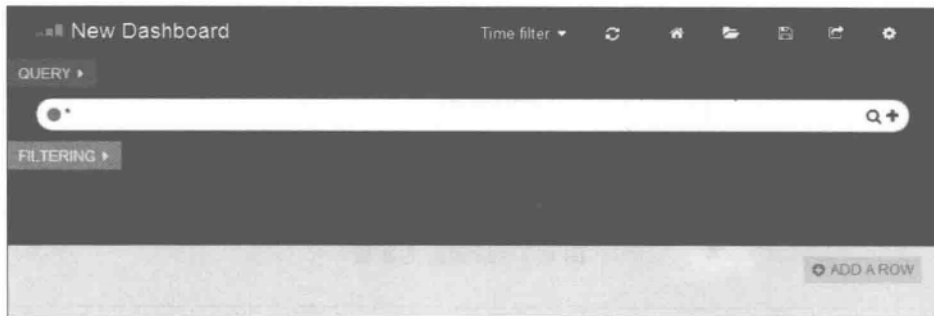 New Dashboard Time filter
QUERY
*
FILTERING
ADD A ROW